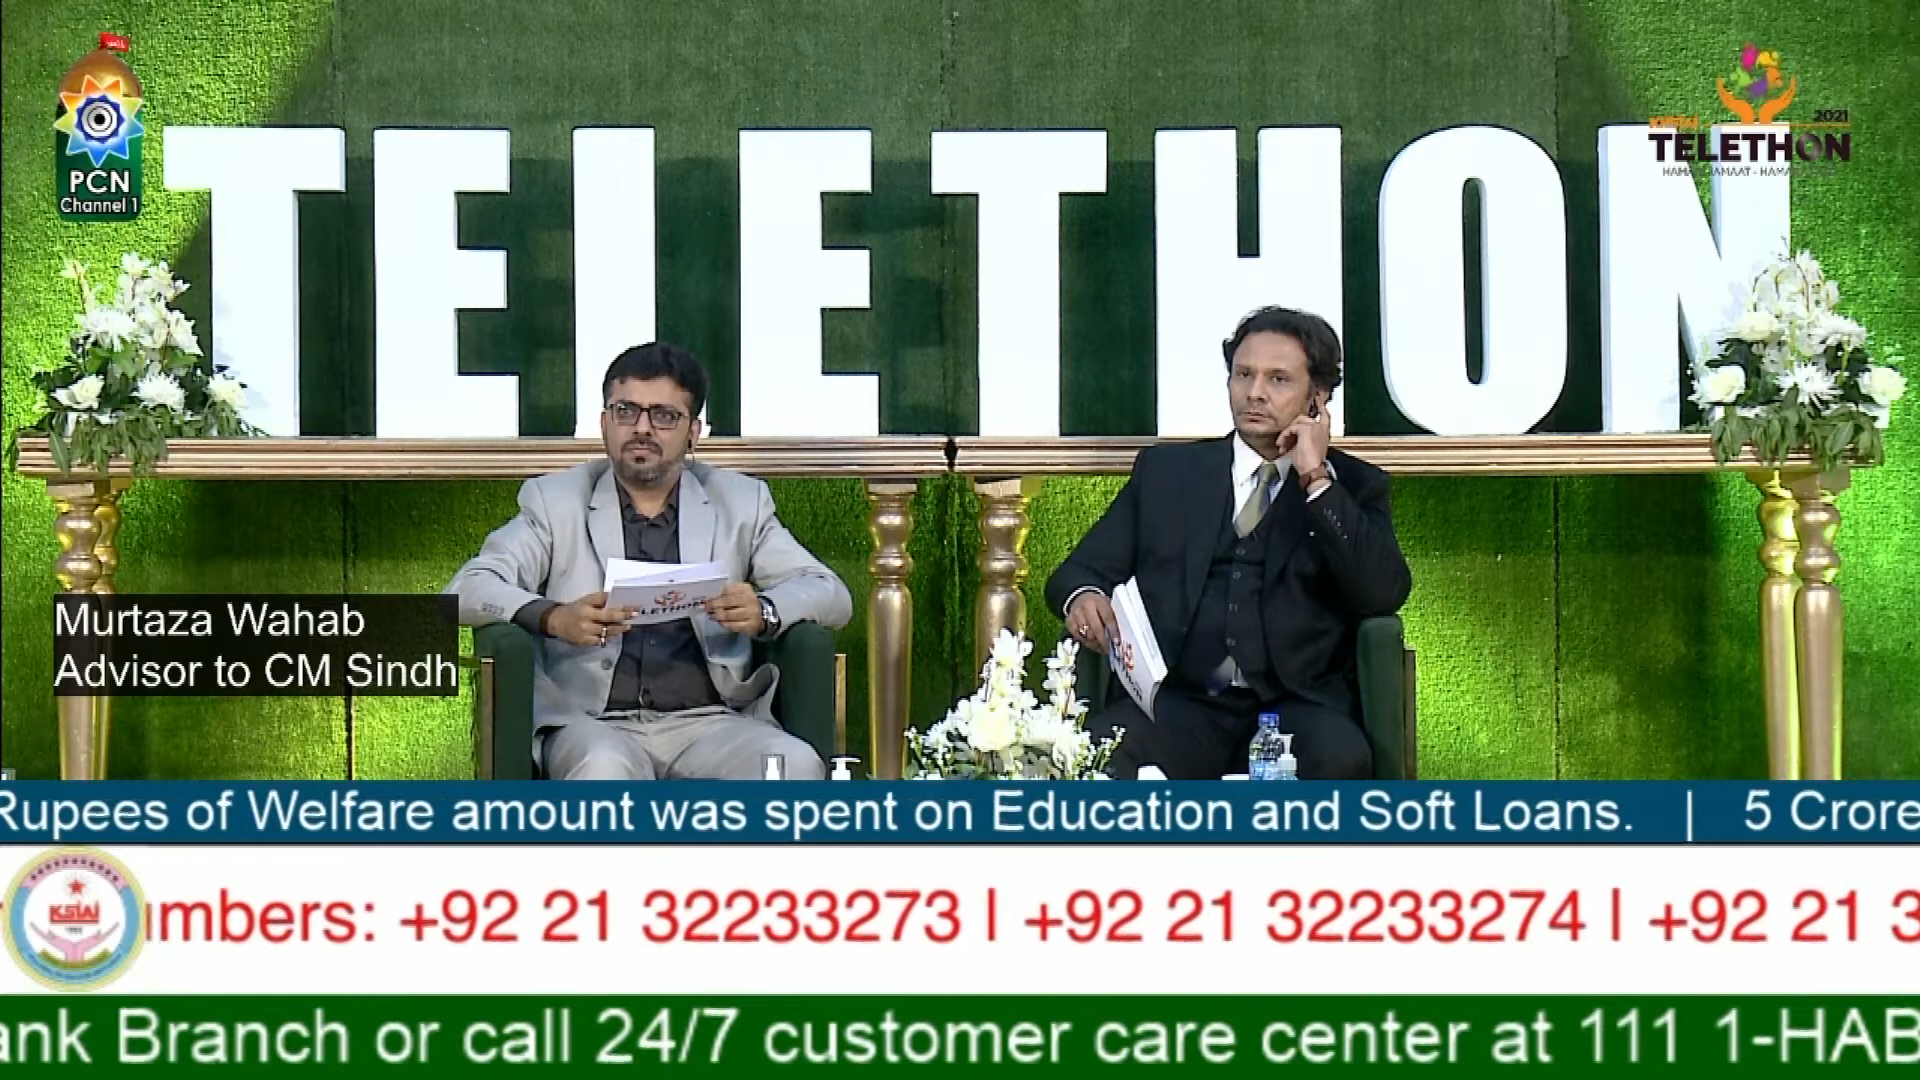 PCN
Channel 1
TELETHON
2021
KSIAJ
TELETHON
TELETHON
Murtaza Wahab
Advisor to CM Sindh
Rupees of Welfare amount was spent on Education and Soft Loans. | 5 Crore
KSIAJ
umbers: +92 21 32233273 I +92 21 32233274 I +92 21 3
ank Branch or call 24/7 customer care center at 111 1-HAB